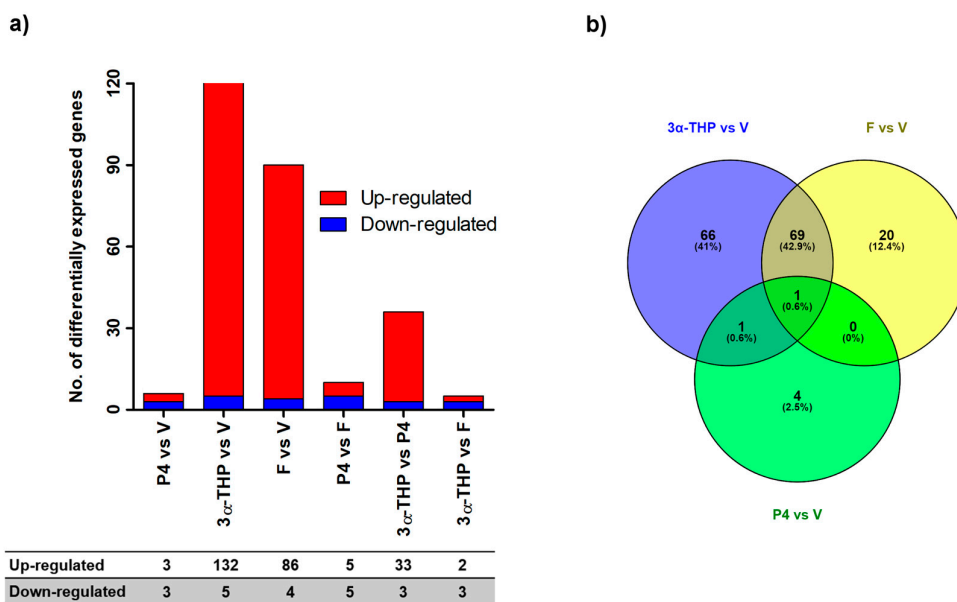 a)
No. of differentially expressed genes
120
90
60
30
0
Up-regulated
Down-regulated
P4 vs V
3α-THP vs V
F vs V
P4 vs F
3α-THP vs P4
3α-THP vs F
Up-regulated 3 132 86 5 33 2
Down-regulated 3 5 4 5 3 3
b)
3α-THP vs V
F vs V
66
(41%)
69
(42.9%)
20
(12.4%)
1
(0.6%)
1
(0.6%)
0
(0%)
4
(2.5%)
P4 vs V